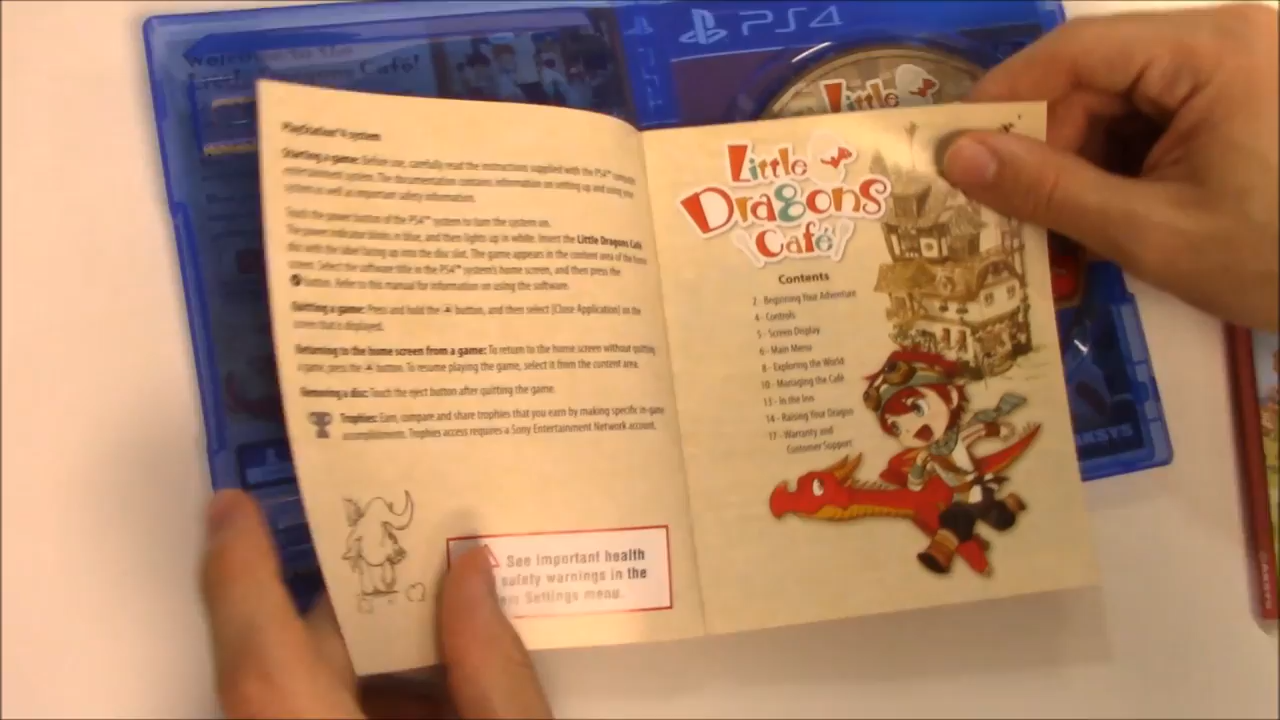 PS4
Welcome to the
Café!
Little
PlayStation®4 system
Starting a game: Before use, carefully read the instructions supplied with the PS4™ computer
entertainment system. The documentation contains information on setting up and using your
system as well as important safety information.
Touch the power button of the PS4™ system to turn the system on.
The power indicator blinks in blue, and then lights up in white. Insert the Little Dragons Café
disc with the label facing up into the disc slot. The game appears in the content area of the home
screen. Select the software title in the PS4™ system's home screen, and then press the
button. Refer to this manual for information on using the software.
Quitting a game: Press and hold the button, and then select [Close Application] on the
screen that is displayed.
Returning to the home screen from a game: To return to the home screen without quitting
a game, press the button. To resume playing the game, select it from the content area.
Removing a disc: Touch the eject button after quitting the game.
Trophies: Earn, compare and share trophies that you earn by making specific in-game
accomplishments. Trophies access requires a Sony Entertainment Network account.
See important health
safety warnings in the
Settings menu.
Little
Dragons
Café
Contents
2 - Beginning Your Adventure
4 - Controls
5 - Screen Display
6 - Main Menu
8 - Exploring the World
10 - Managing the Café
13 - In the Inn
14 - Raising Your Dragon
17 - Warranty and
Customer Support
AKSYS